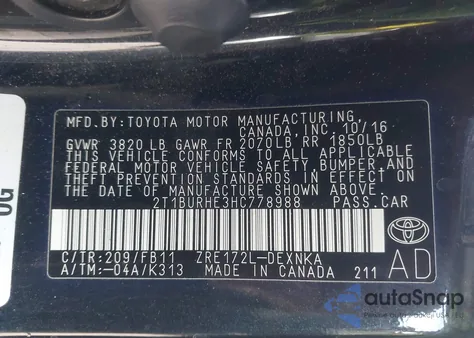 MFD.BY:TOYOTA MOTOR MANUFACTURING,
CANADA,INC. 10/16
GVWR 3820 LB GAWR FR 2070LB RR 1850LB
THIS VEHICLE CONFORMS TO ALL APPLICABLE
FEDERAL MOTOR VEHICLE SAFETY, BUMPER, AND
THEFT PREVENTION STANDARDS IN EFFECT ON
THE DATE OF MANUFACTURE SHOWN ABOVE.
2T1BURHE3HC778988 PASS.CAR
C/TR:209/FB11 ZRE172L-DEXNKA
A/TM:-04A/K313 MADE IN CANADA 211
AD
OG
autoSnap